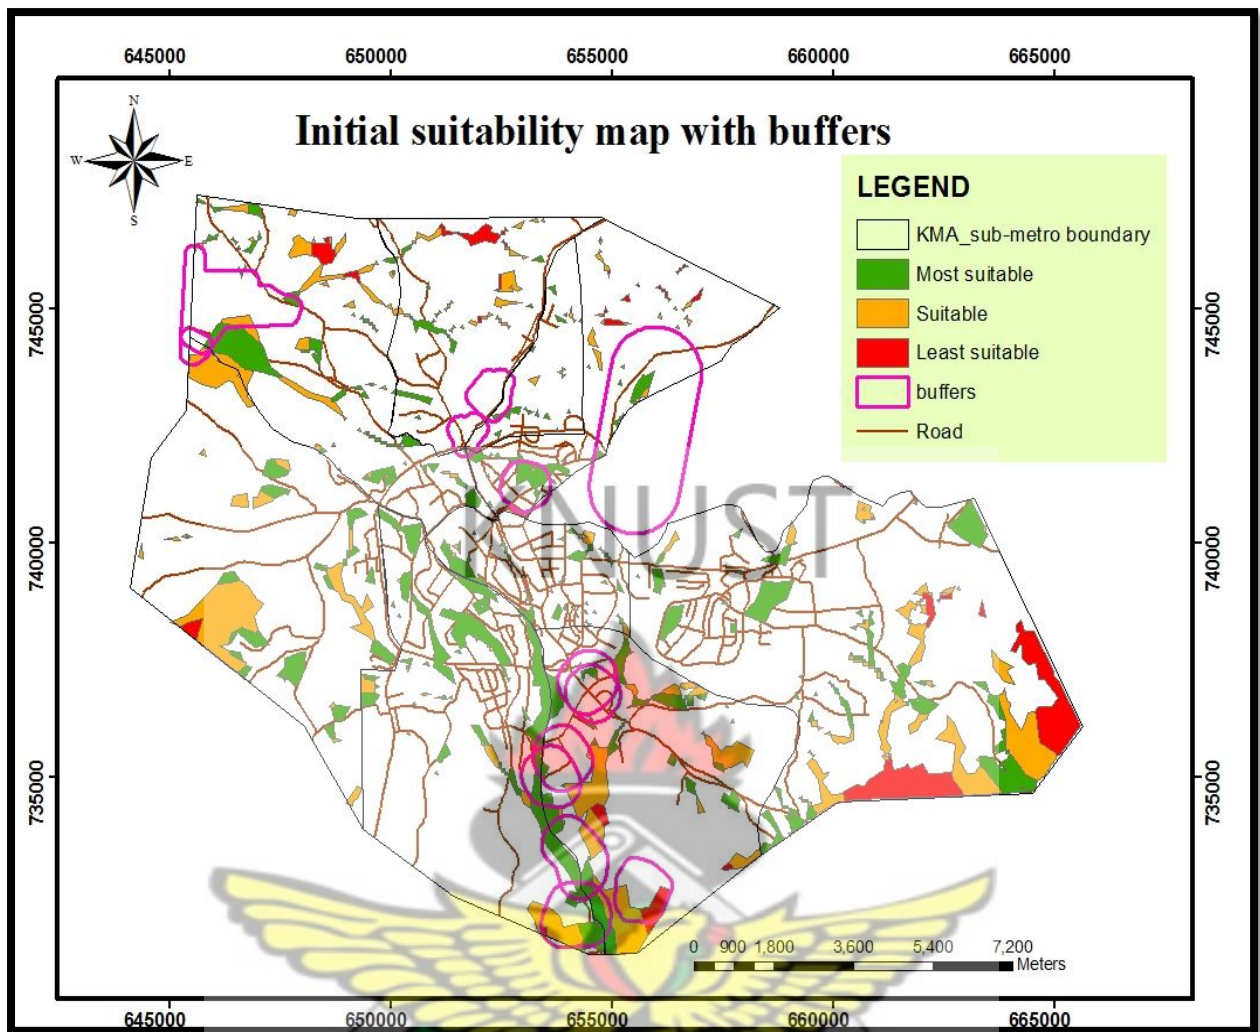 645000 650000 655000 660000 665000
N
W E
S
Initial suitability map with buffers
LEGEND
KMA_sub-metro boundary
Most suitable
Suitable
Least suitable
buffers
Road
745000 745000
740000 740000
735000 735000
KNUST
0 900 1,800 3,600 5,400 7,200
Meters
645000 650000 655000 660000 665000